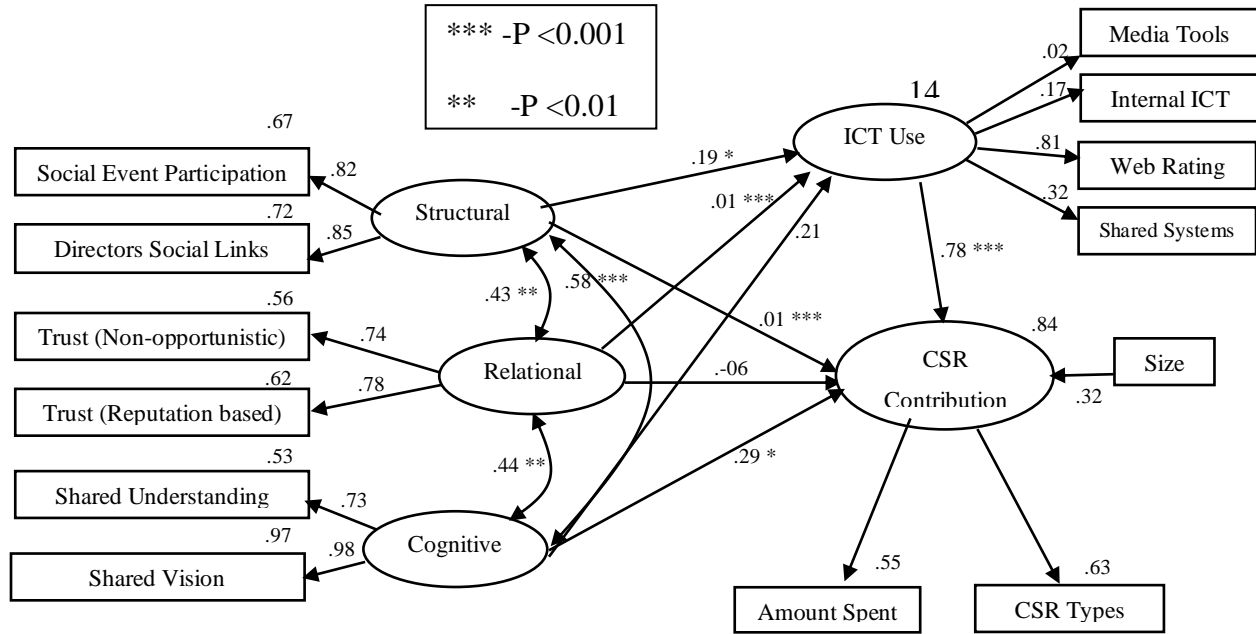 *** -P <0.001
** -P <0.01
.67
Social Event Participation
.82
.72
Directors Social Links
.85
.56
Trust (Non-opportunistic)
.74
.62
Trust (Reputation based)
.78
.53
Shared Understanding
.73
.97
Shared Vision
.98
Structural
.43 **
.58 ***
Relational
.44 **
Cognitive
.19 *
.01 ***
.21
.01 ***
.-06
.29 *
14
ICT Use
.02
Media Tools
.17
Internal ICT
.81
Web Rating
.32
Shared Systems
.78 ***
.84
CSR
Contribution
Size
.32
.55
Amount Spent
.63
CSR Types